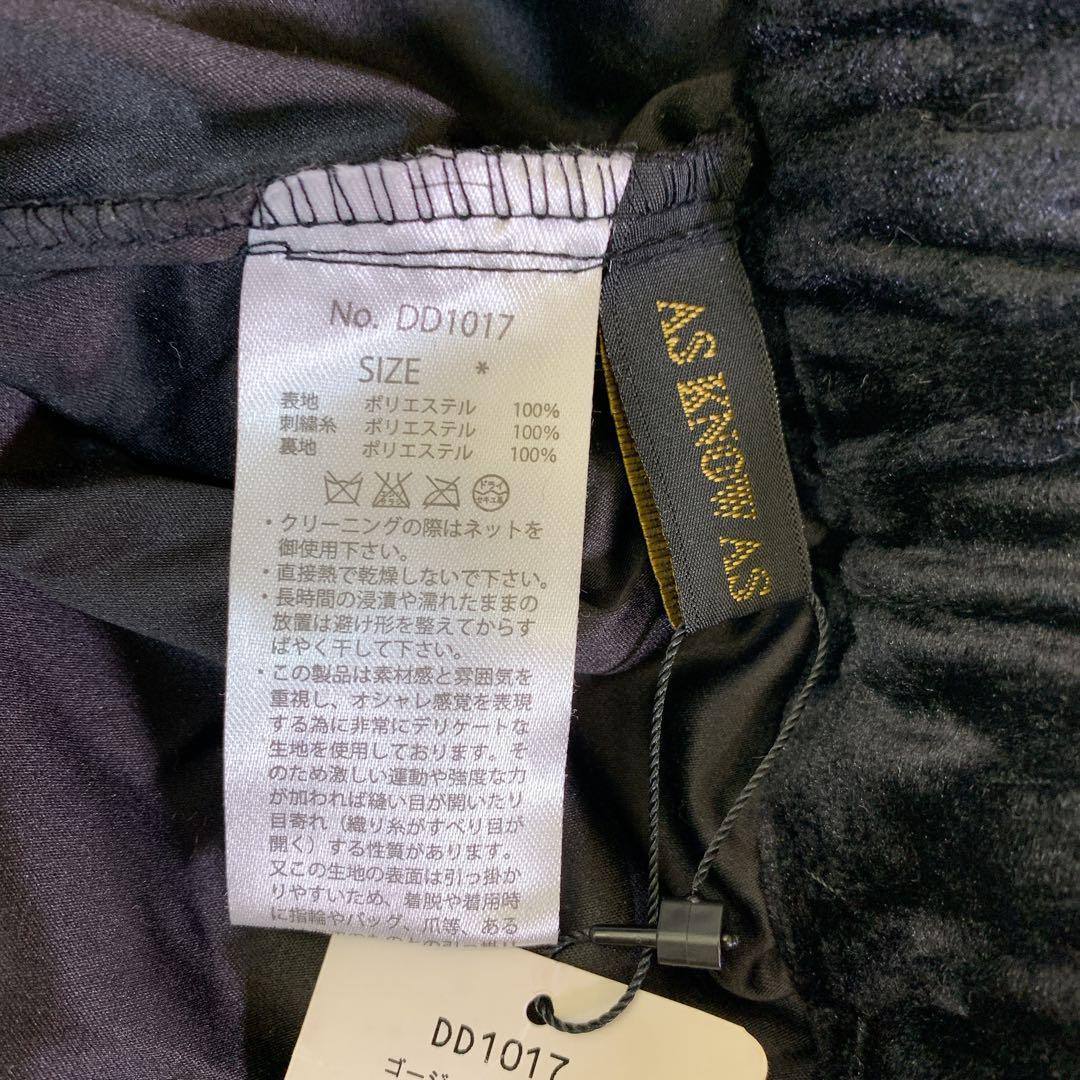 No. DD1017
SIZE *
表地 ポリエステル 100%
刺繍糸 ポリエステル 100%
裏地 ポリエステル 100%
ドライ
セキユ系
・クリーニングの際はネットを
御使用下さい。
・直接熱で乾燥しないで下さい。
・長時間の浸漬や濡れたままの
放置は避け形を整えてからす
ばやく干して下さい。
・この製品は素材感と雰囲気を
重視し、オシャレ感覚を表現
する為に非常にデリケートな
生地を使用しております。そ
のため激しい運動や強度な力
が加われば縫い目が開いたり
目寄れ（織り糸がすべり目が
開く）する性質があります。
又この生地の表面は引っ掛か
りやすいため、着脱や着用時
に指輪やバッグ、爪等、ある
AS KNOW AS
DD1017
ゴージ